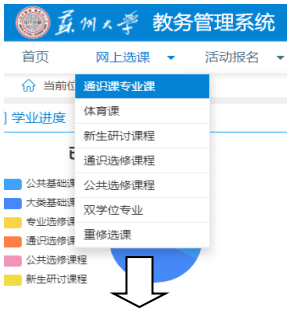 蘇州大學 教务管理系统
首页 网上选课 活动报名
当前位
通识课专业课
体育课
新生研讨课程
通识选修课程
公共选修课程
双学位专业
重修选课
学业进度
公共基础课
大类基础课
专业选修课
通识选修课
公共选修课程
新生研讨课程